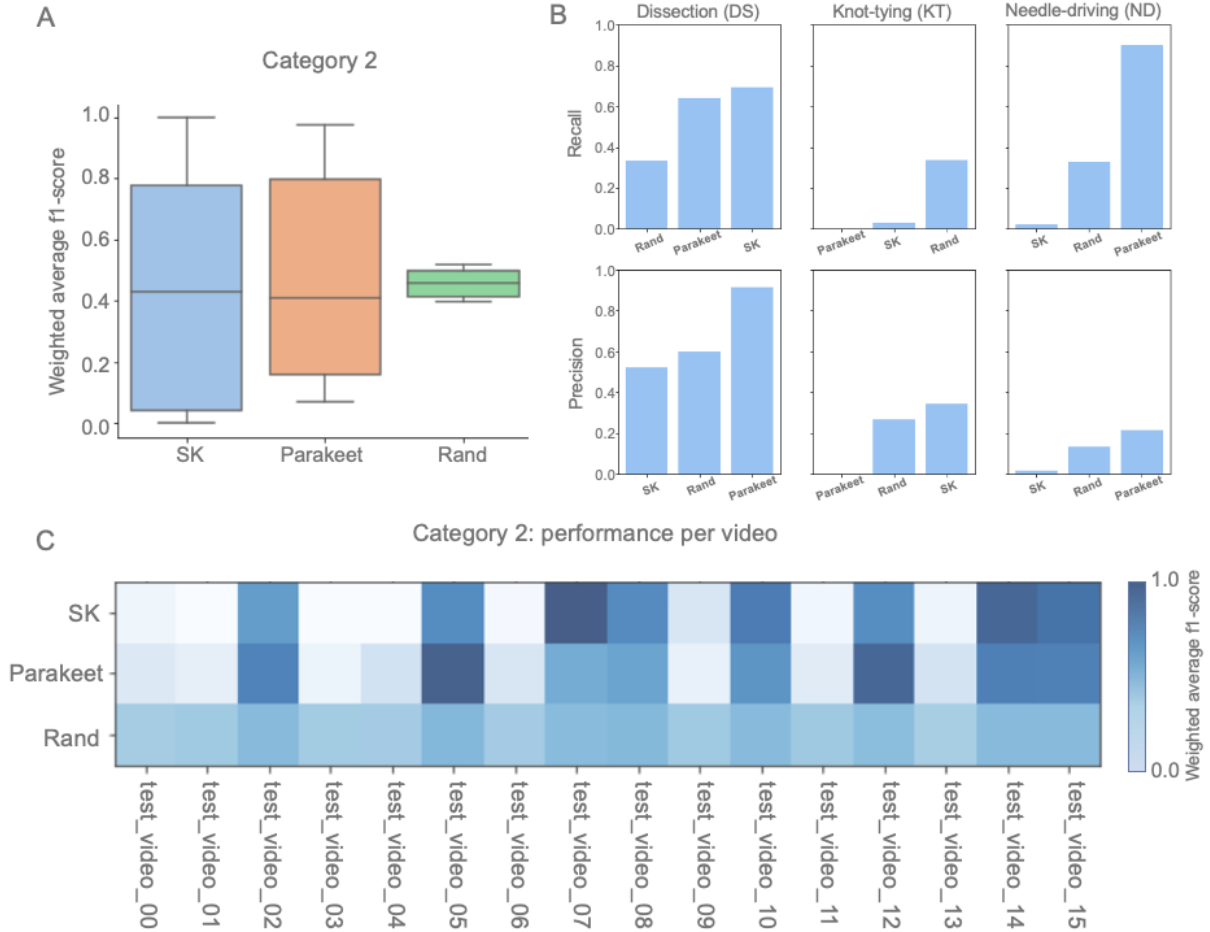 A
Category 2
Weighted average f1-score
1.0
0.8
0.6
0.4
0.2
0.0
SK Parakeet Rand
B
Dissection (DS) Knot-tying (KT) Needle-driving (ND)
Recall
1.0
0.8
0.6
0.4
0.2
0.0
Rand Parakeet SK
Parakeet SK Rand
SK Rand Parakeet
Precision
1.0
0.8
0.6
0.4
0.2
0.0
SK Rand Parakeet
Parakeet Rand SK
SK Rand Parakeet
C
Category 2: performance per video
SK
Parakeet
Rand
test_video_00
test_video_01
test_video_02
test_video_03
test_video_04
test_video_05
test_video_06
test_video_07
test_video_08
test_video_09
test_video_10
test_video_11
test_video_12
test_video_13
test_video_14
test_video_15
1.0
0.0
Weighted average f1-score